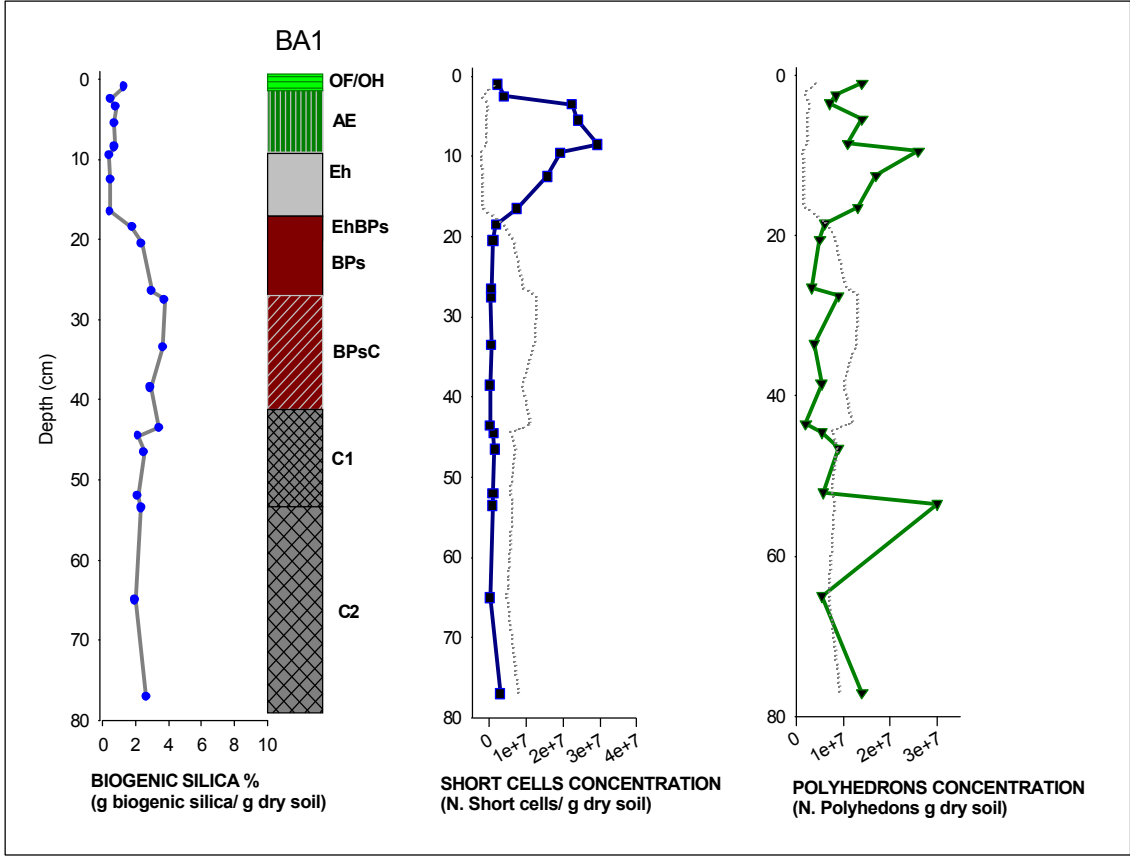 BA1
0
10
20
30
40
50
60
70
80
Depth (cm)
0 2 4 6 8 10
BIOGENIC SILICA %
(g biogenic silica/ g dry soil)
OF/OH
AE
Eh
EhBPs
BPs
BPsC
C1
C2
0
10
20
30
40
50
60
70
80
0 1e+7 2e+7 3e+7 4e+7
SHORT CELLS CONCENTRATION
(N. Short cells/ g dry soil)
0
20
40
60
80
0 1e+7 2e+7 3e+7
POLYHEDRONS CONCENTRATION
(N. Polyhedons g dry soil)